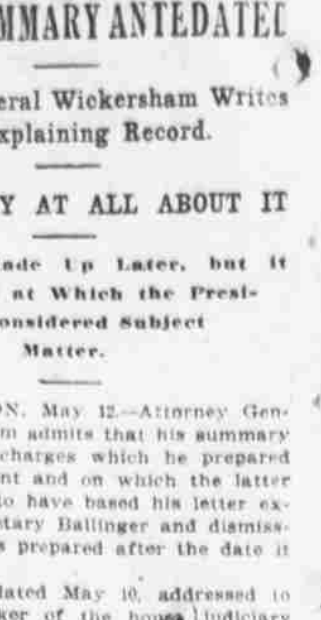 MMARY ANTEDATED
eral Wickersham Writes
xplaining Record.
Y AT ALL ABOUT IT
ade Up Later, but it
at Which the Presi-
onsidered Subject
Matter.
ON, May 12.—Attorney Gen-
m admits that his summary
charges which he prepared
nt and on which the latter
to have based his letter ex-
tary Ballinger and dismiss-
s prepared after the date it
dated May 10, addressed to
ker of the house judiciary